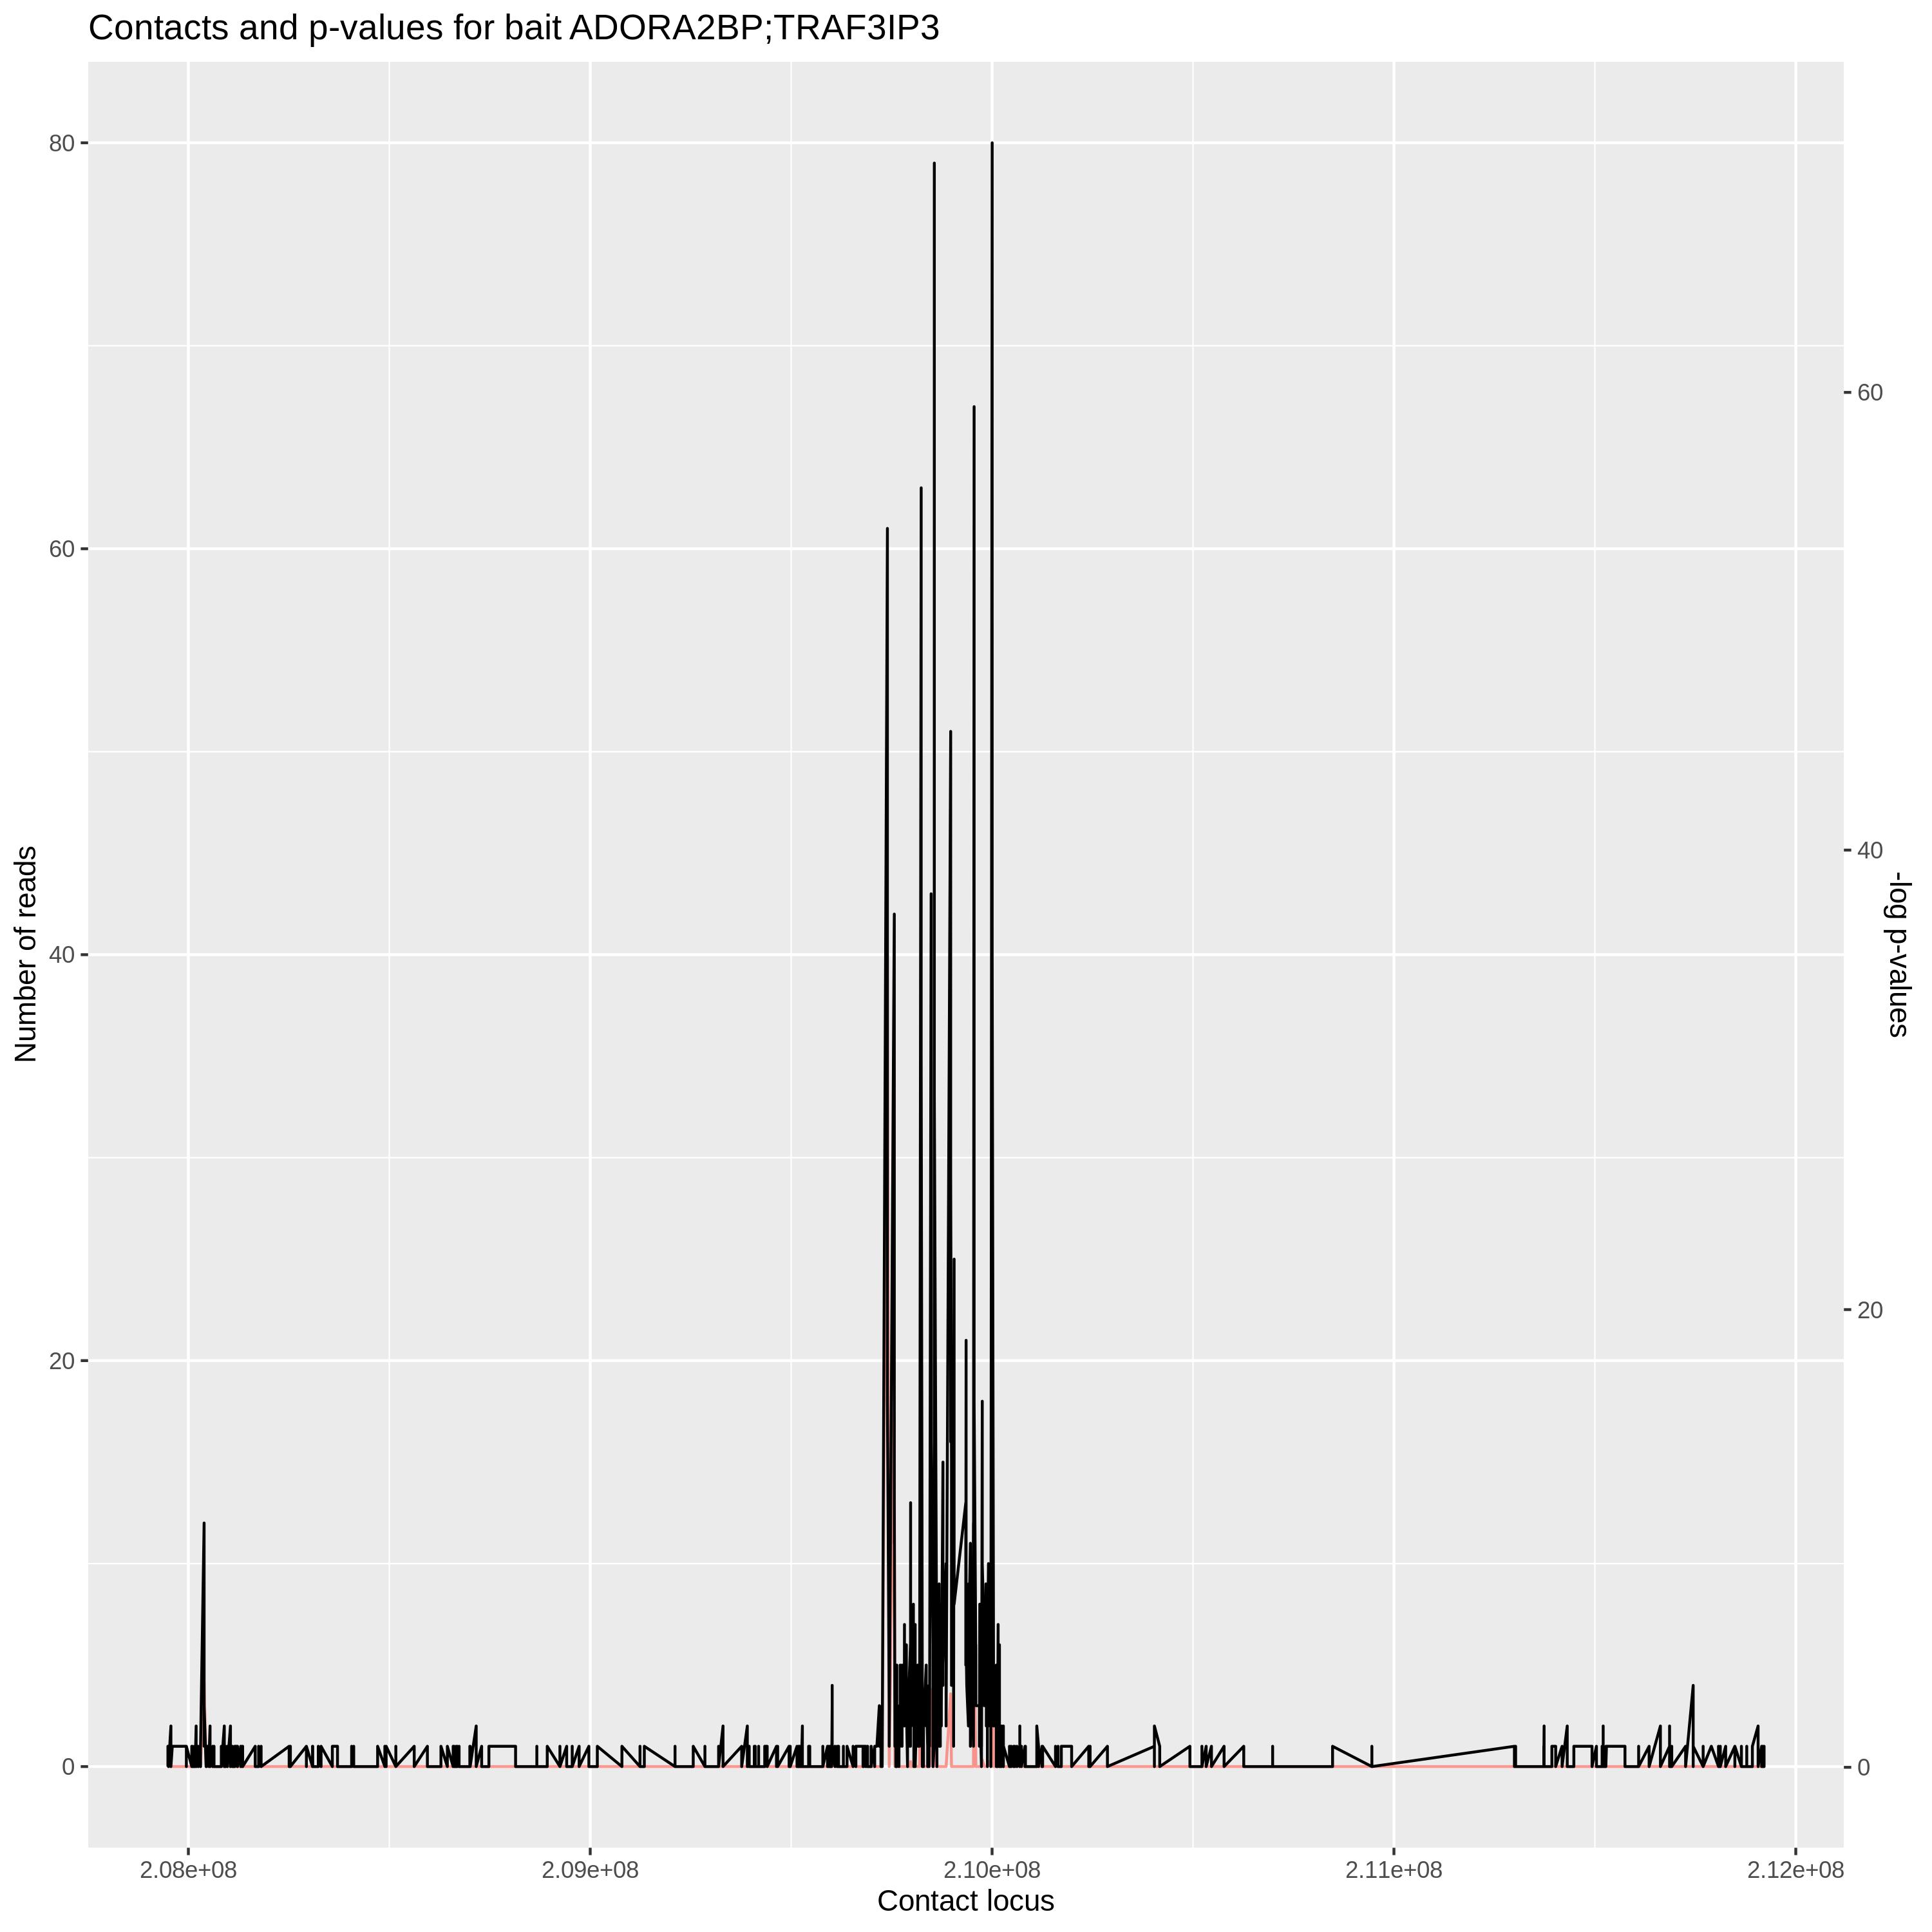 Contacts and p-values for bait ADORA2BP;TRAF3IP3
80
60
40
20
0
Number of reads
60
40
20
0
-log p-values
2.08e+08
2.09e+08
2.10e+08
2.11e+08
2.12e+08
Contact locus